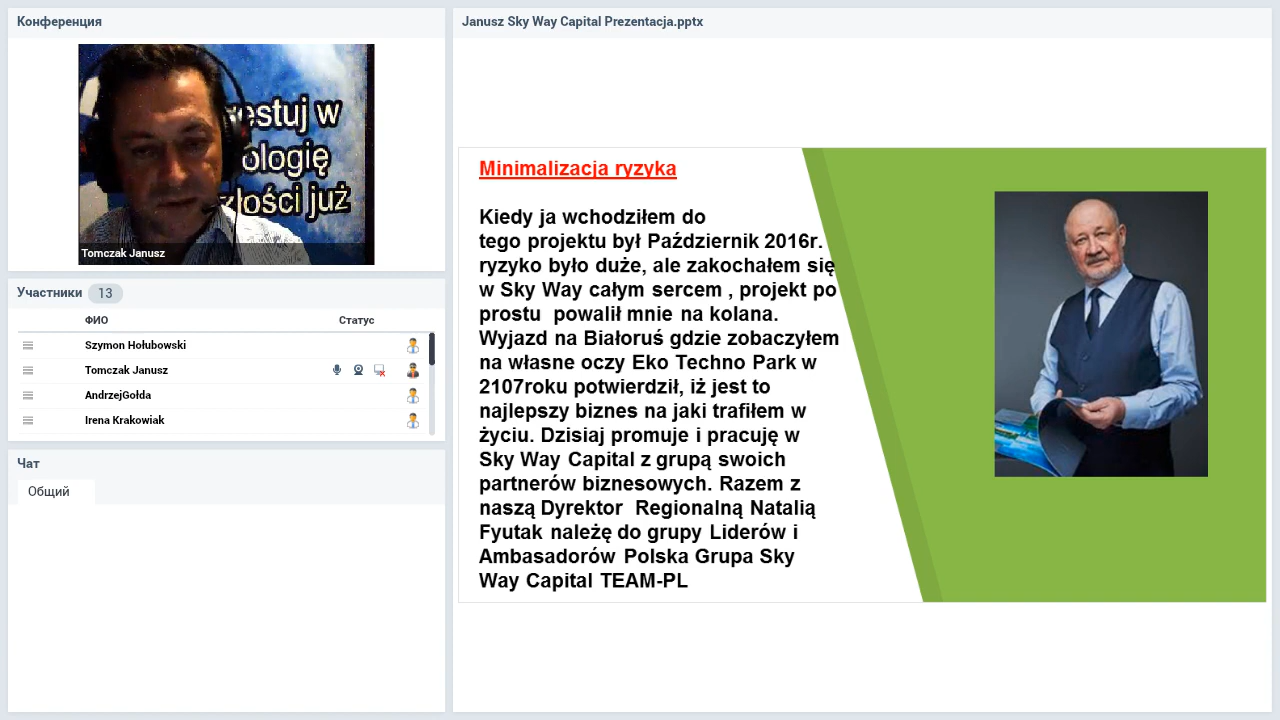 Конференция
estuj w
ologię
złości już
Tomczak Janusz
Участники 13
ФИО Статус
Szymon Hołubowski
Tomczak Janusz
AndrzejGołda
Irena Krakowiak
Чат
Общий
Janusz Sky Way Capital Prezentacja.pptx
Minimalizacja ryzyka
Kiedy ja wchodziłem do
tego projektu był Październik 2016r.
ryzyko było duże, ale zakochałem się
w Sky Way całym sercem , projekt po
prostu powalił mnie na kolana.
Wyjazd na Białoruś gdzie zobaczyłem
na własne oczy Eko Techno Park w
2107roku potwierdził, iż jest to
najlepszy biznes na jaki trafiłem w
życiu. Dzisiaj promuje i pracuję w
Sky Way Capital z grupą swoich
partnerów biznesowych. Razem z
naszą Dyrektor Regionalną Natalią
Fyutak należę do grupy Liderów i
Ambasadorów Polska Grupa Sky
Way Capital TEAM-PL